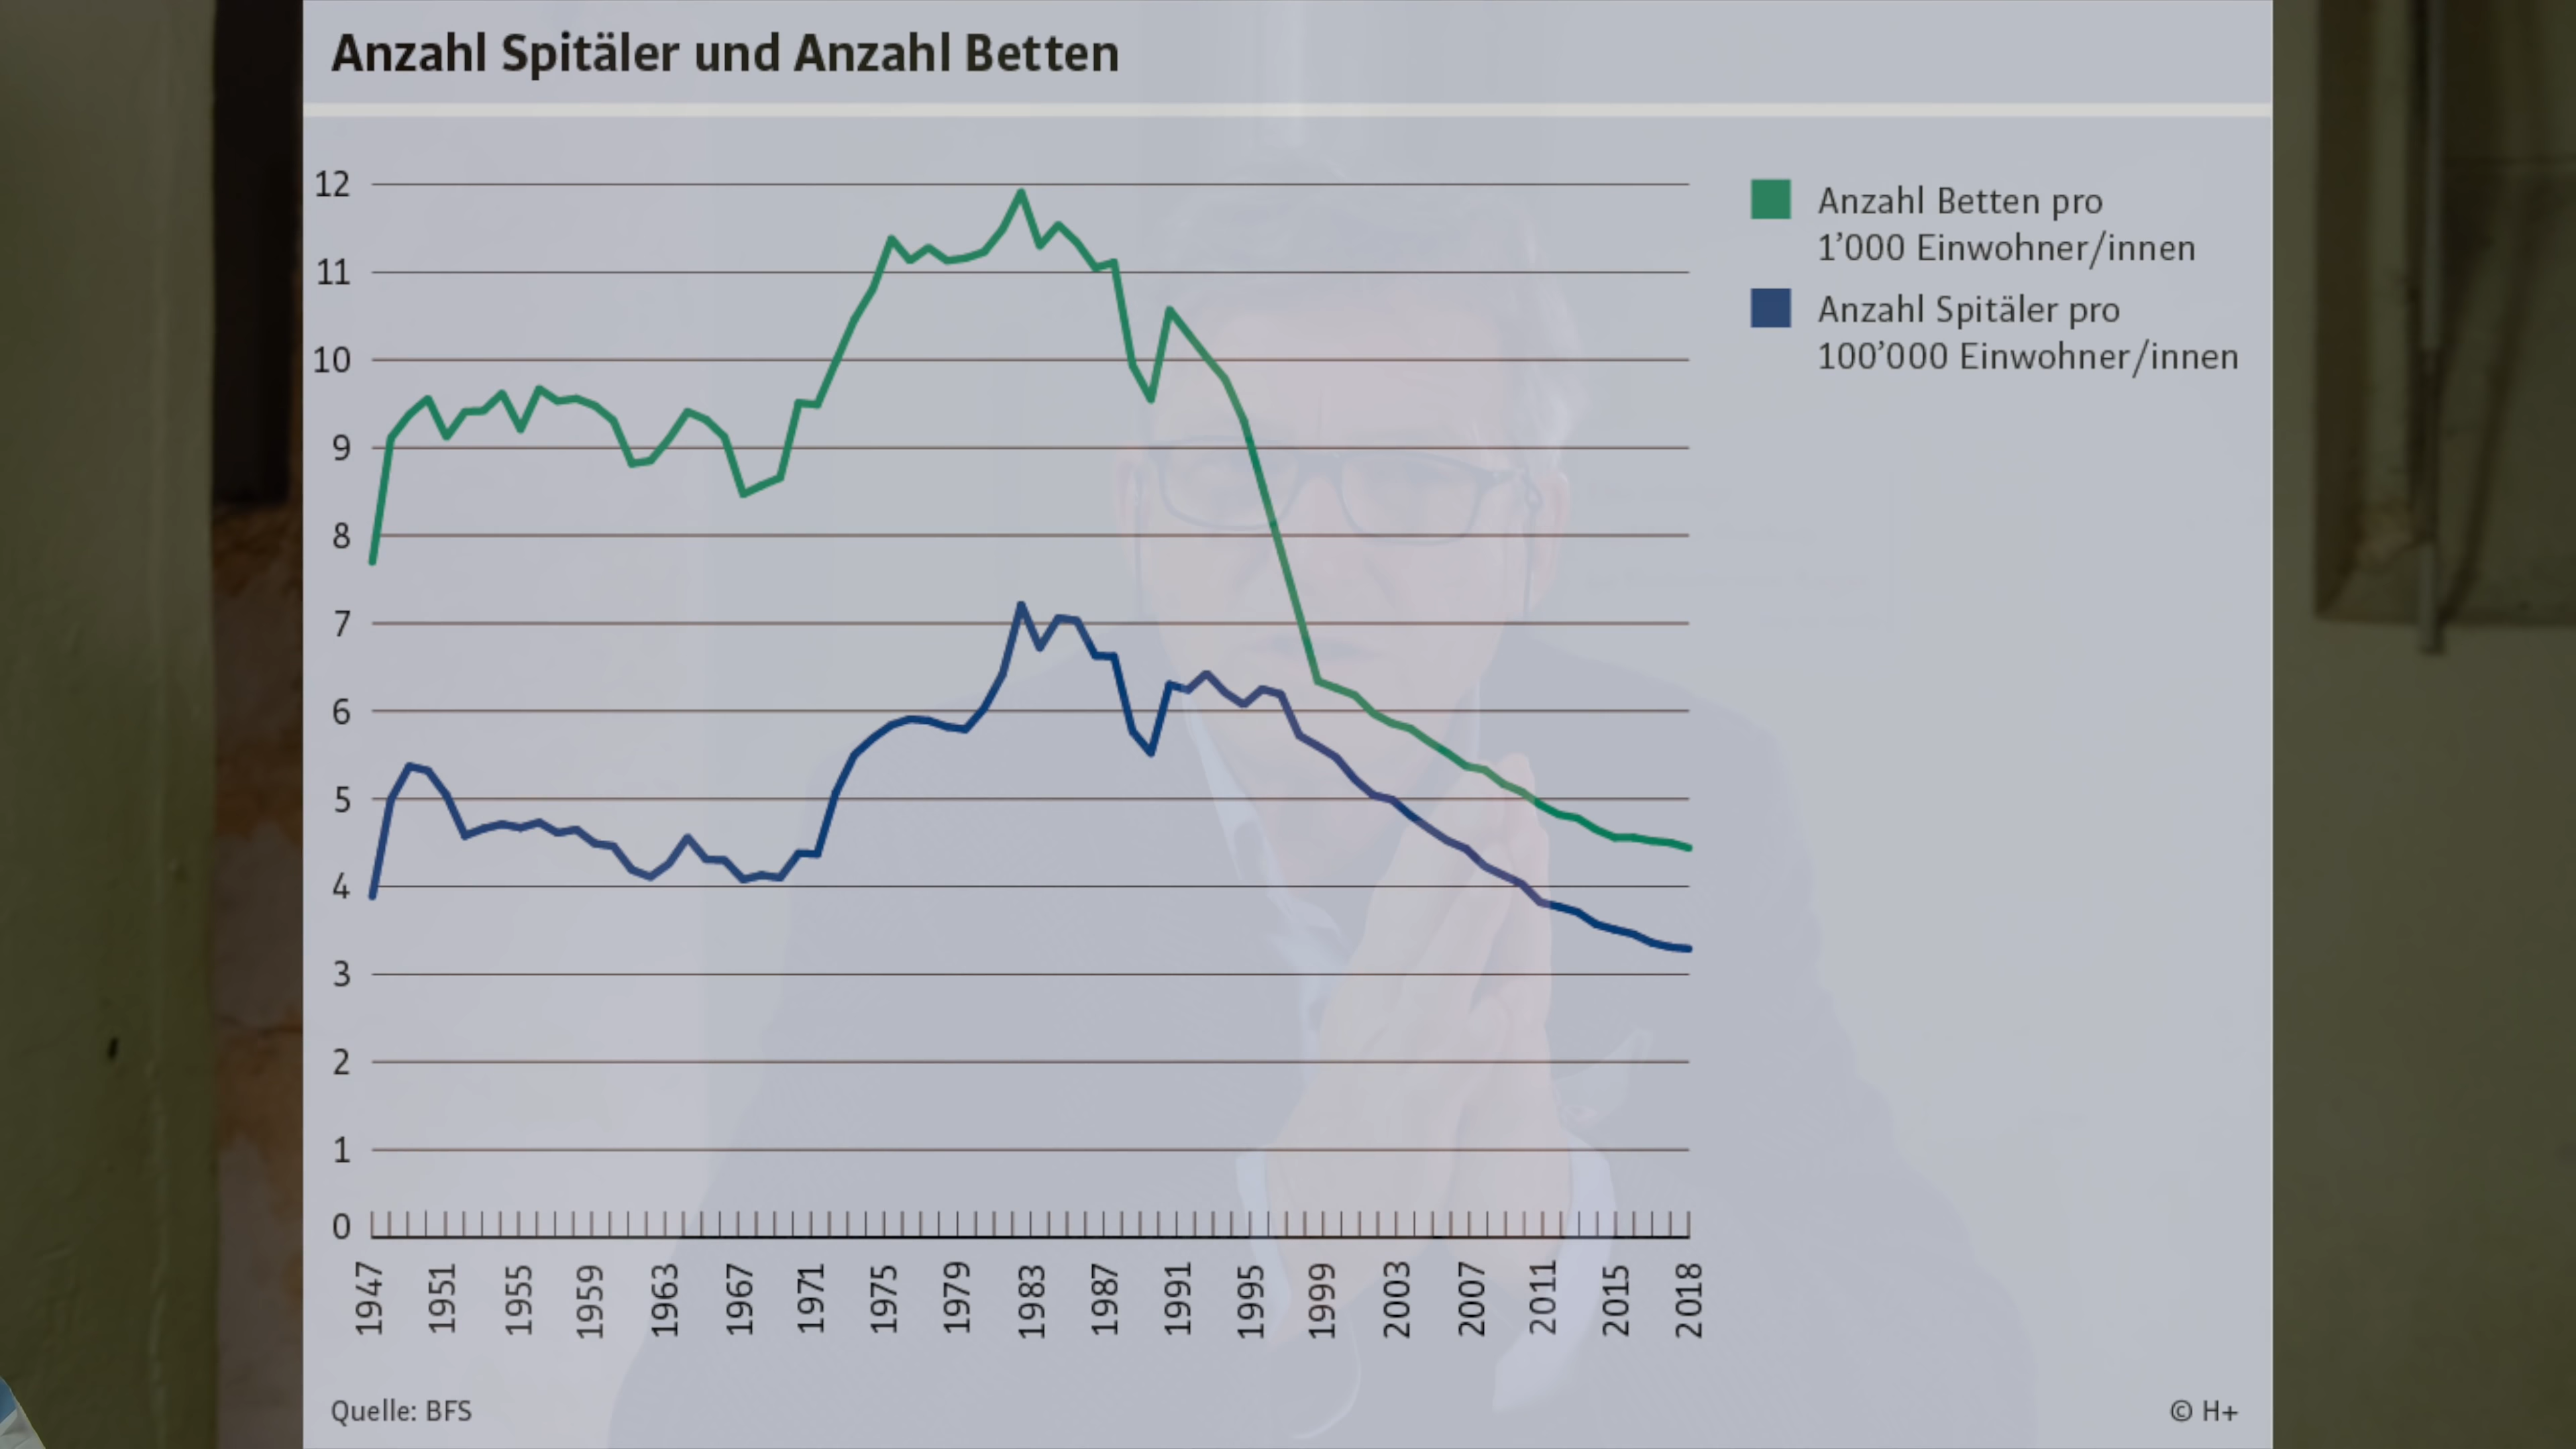 Anzahl Spitäler und Anzahl Betten
12
11
10
9
8
7
6
5
4
3
2
1
0
1947 1951 1955 1959 1963 1967 1971 1975 1979 1983 1987 1991 1995 1999 2003 2007 2011 2015 2018
Anzahl Betten pro
1’000 Einwohner/innen
Anzahl Spitäler pro
100’000 Einwohner/innen
Quelle: BFS
© H+